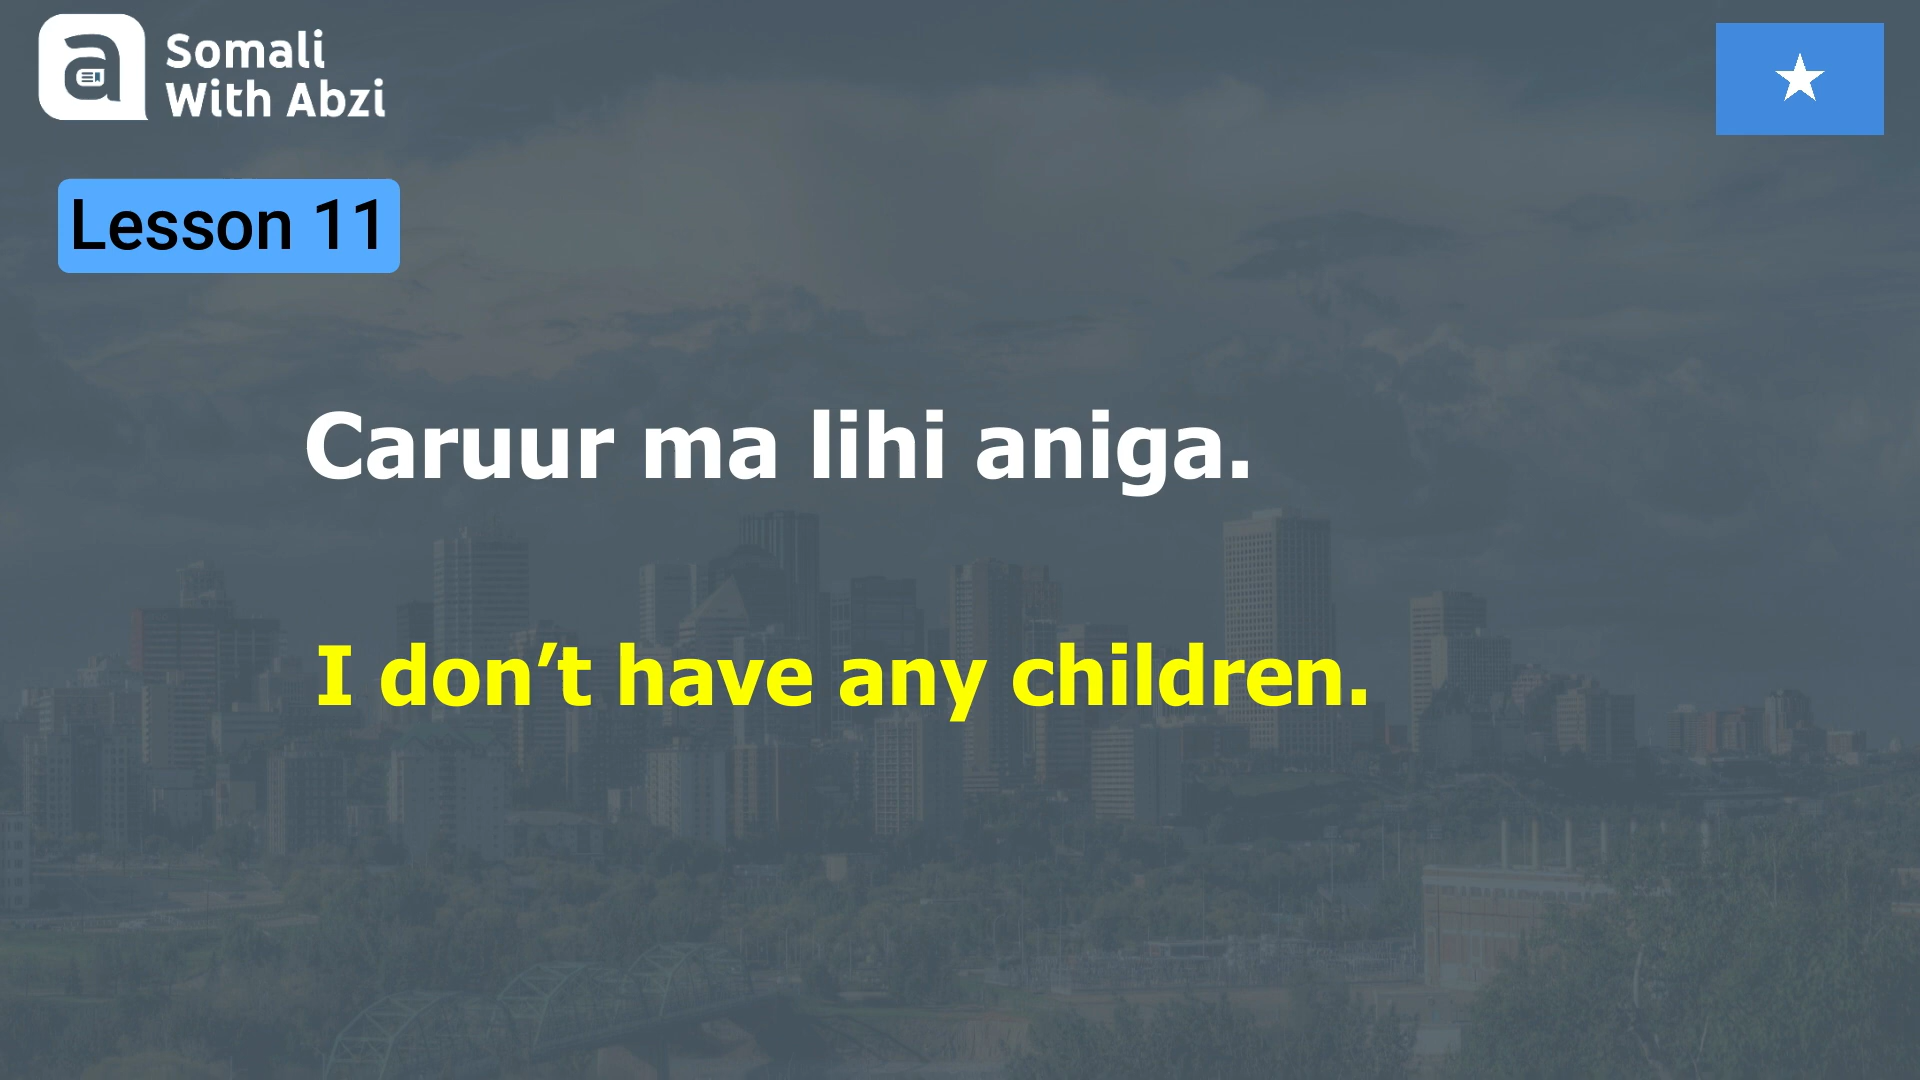 a
Somali
With Abzi
Lesson 11
Caruur ma lihi aniga.
I don’t have any children.